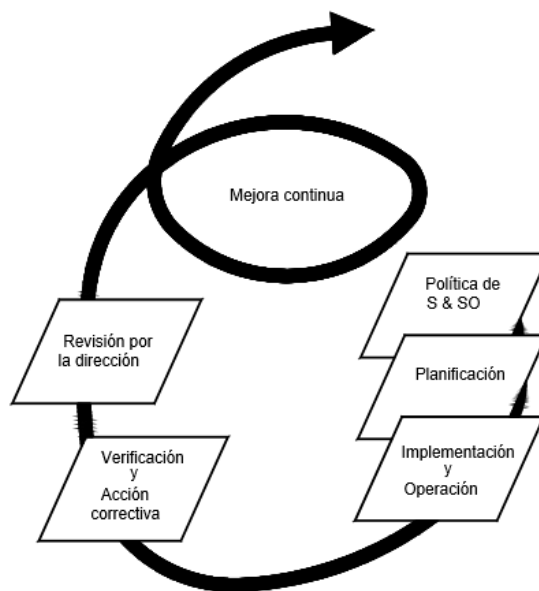 Mejora continua
Política de
S & SO
Planificación
Implementación
y
Operación
Revisión por
la dirección
Verificación
y
Acción
correctiva